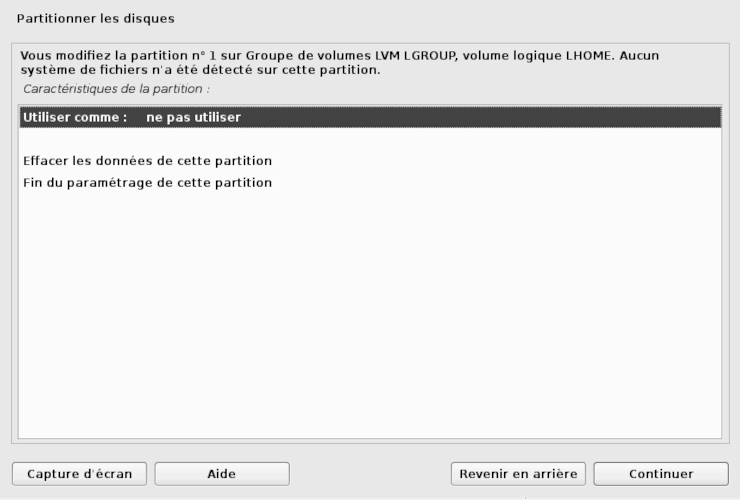 Partitionner les disques
Vous modifiez la partition n° 1 sur Groupe de volumes LVM LGROUP, volume logique LHOME. Aucun
système de fichiers n'a été détecté sur cette partition.
Caractéristiques de la partition :
Utiliser comme : ne pas utiliser
Effacer les données de cette partition
Fin du paramétrage de cette partition
Capture d'écran Aide Revenir en arrière Continuer